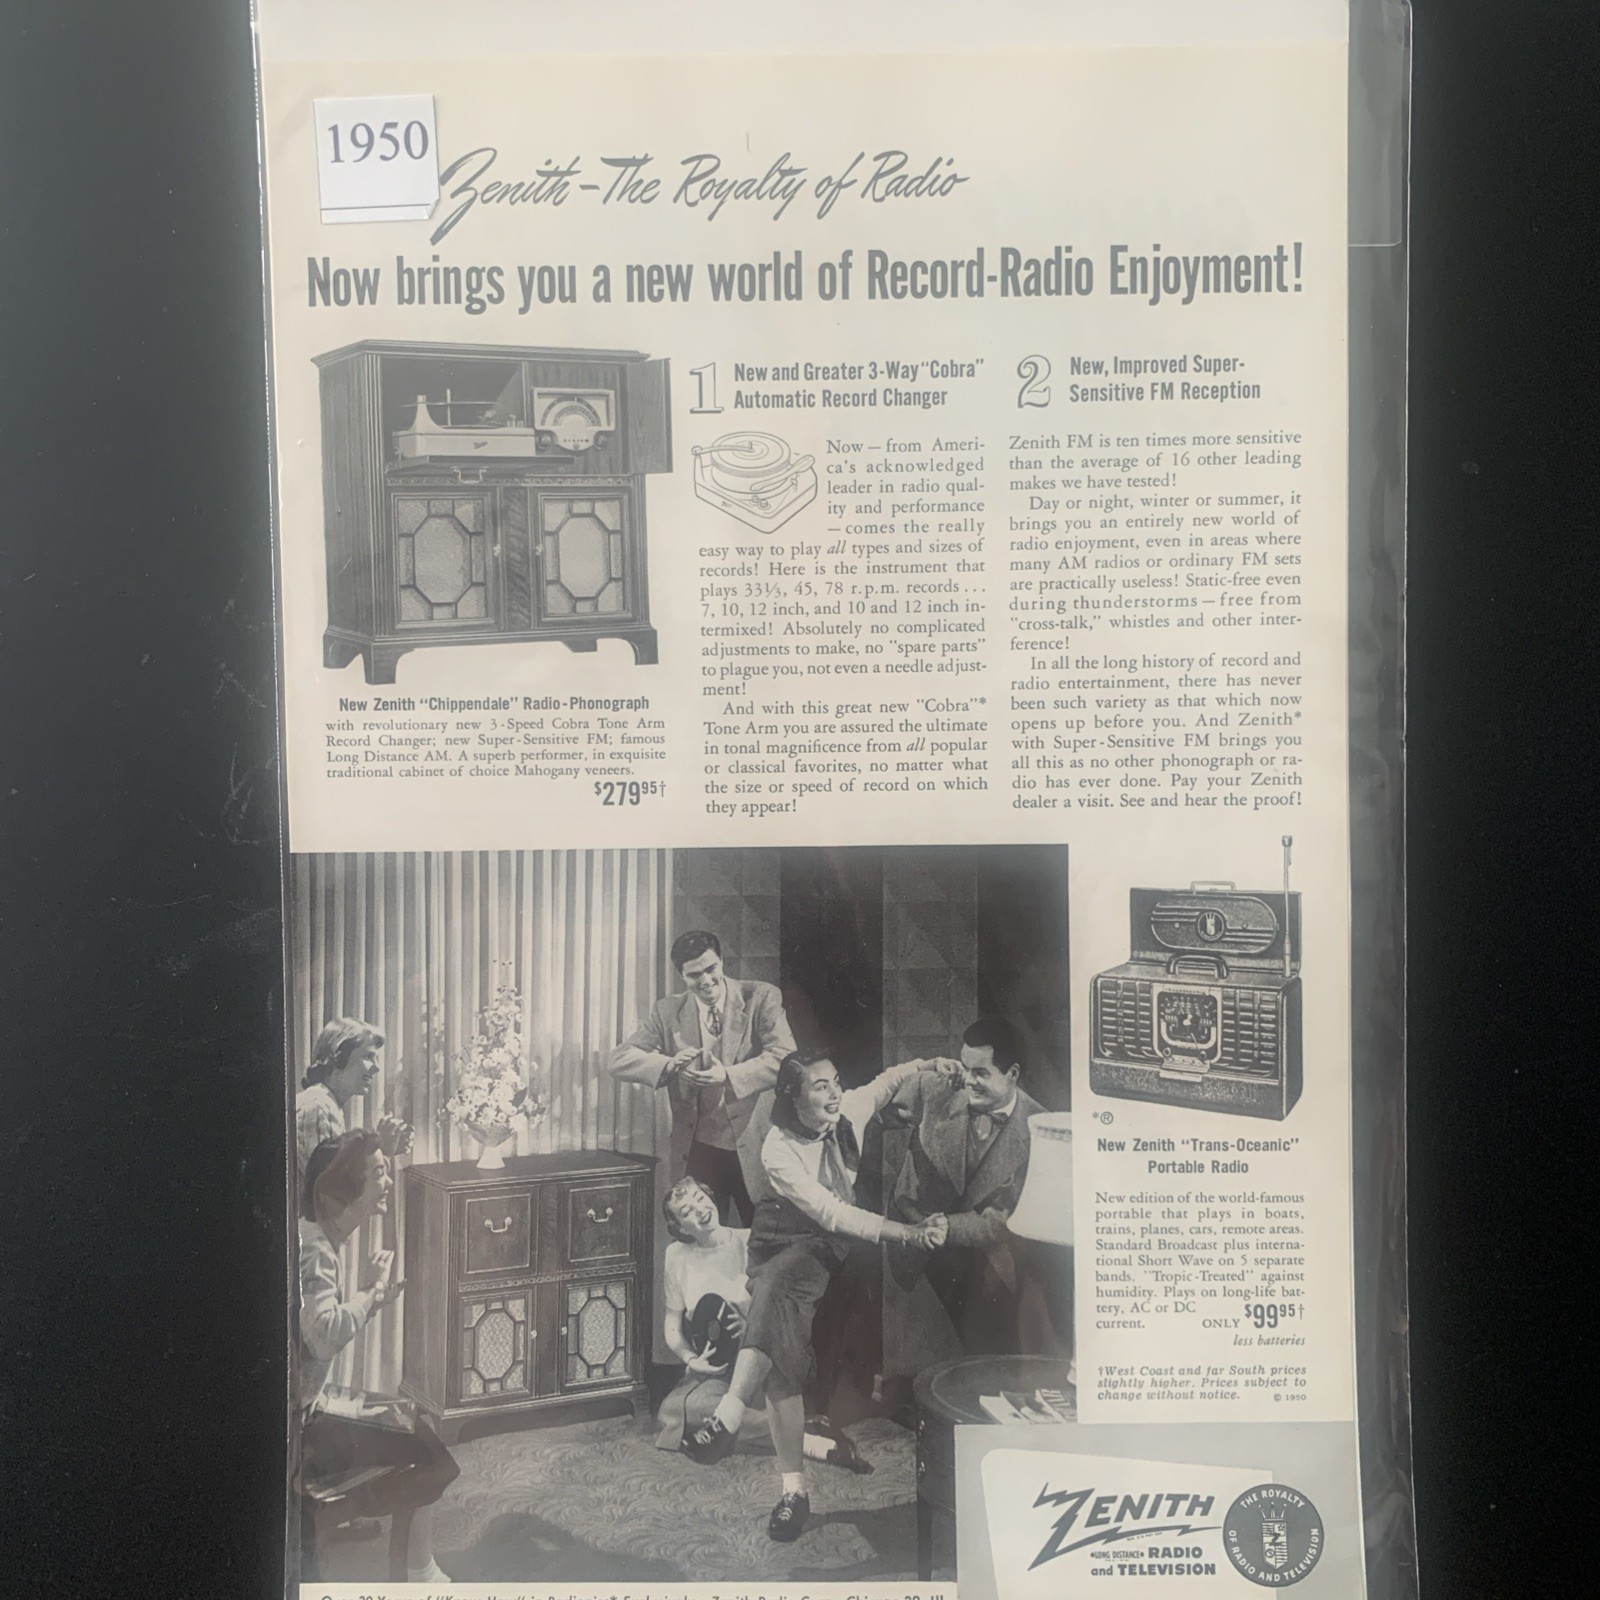 1950
Zenith-The Royalty of Radio
Now brings you a new world of Record-Radio Enjoyment!
1
New and Greater 3-Way "Cobra"
Automatic Record Changer
Now — from Ameri-
ca's acknowledged
leader in radio qual-
ity and performance
— comes the really
easy way to play all types and sizes of
records! Here is the instrument that
plays 33⅓, 45, 78 r.p.m. records . . .
7, 10, 12 inch, and 10 and 12 inch in-
termixed! Absolutely no complicated
adjustments to make, no "spare parts"
to plague you, not even a needle adjust-
ment!
And with this great new "Cobra"*
Tone Arm you are assured the ultimate
in tonal magnificence from all popular
or classical favorites, no matter what
the size or speed of record on which
they appear!
2
New, Improved Super-
Sensitive FM Reception
Zenith FM is ten times more sensitive
than the average of 16 other leading
makes we have tested!
Day or night, winter or summer, it
brings you an entirely new world of
radio enjoyment, even in areas where
many AM radios or ordinary FM sets
are practically useless! Static-free even
during thunderstorms — free from
"cross-talk," whistles and other inter-
ference!
In all the long history of record and
radio entertainment, there has never
been such variety as that which now
opens up before you. And Zenith*
with Super-Sensitive FM brings you
all this as no other phonograph or ra-
dio has ever done. Pay your Zenith
dealer a visit. See and hear the proof!
New Zenith "Chippendale" Radio-Phonograph
with revolutionary new 3-Speed Cobra Tone Arm
Record Changer; new Super-Sensitive FM; famous
Long Distance AM. A superb performer, in exquisite
traditional cabinet of choice Mahogany veneers.
$279.95†
*®
New Zenith "Trans-Oceanic"
Portable Radio
New edition of the world-famous
portable that plays in boats,
trains, planes, cars, remote areas.
Standard Broadcast plus interna-
tional Short Wave on 5 separate
bands. "Tropic-Treated" against
humidity. Plays on long-life bat-
tery, AC or DC
current. ONLY $99.95†
less batteries
†West Coast and far South prices
slightly higher. Prices subject to
change without notice. © 1950
ZENITH
•LONG DISTANCE• RADIO
and TELEVISION
THE ROYALTY
OF RADIO AND TELEVISION